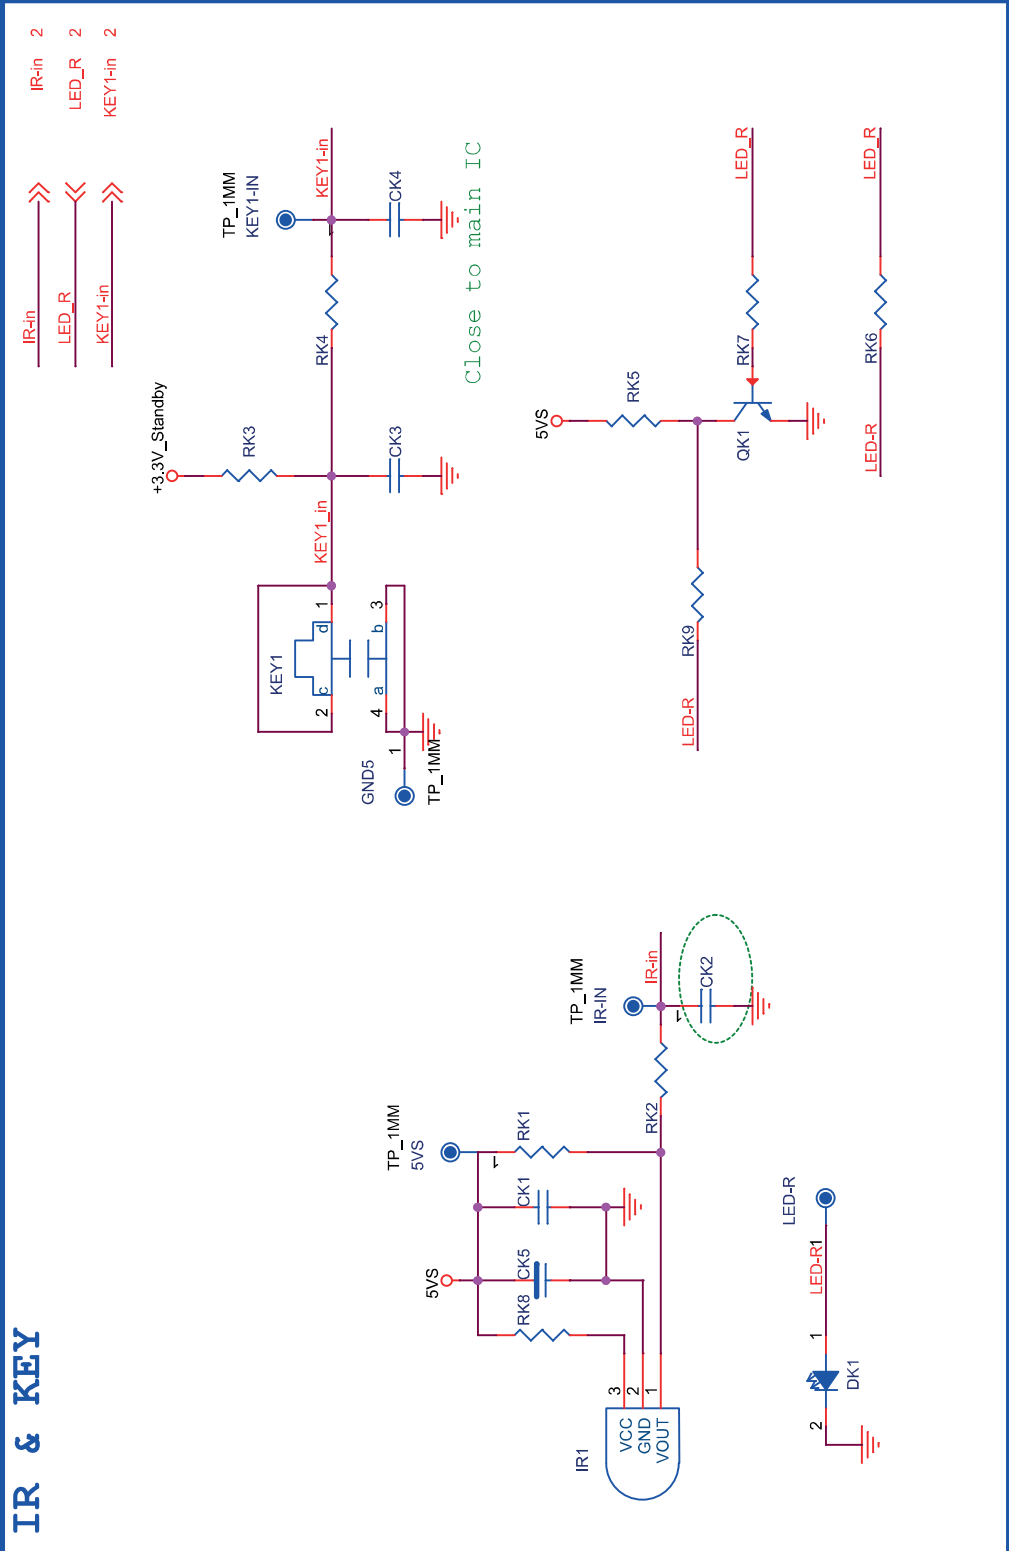 IR & KEY
IR-in
IR-in 2
LED_R
LED_R 2
KEY1-in
KEY1-in 2
+3.3V_Standby
RK3
TP_1MM
KEY1-IN
1
KEY1
2
c
d
1
KEY1_in
RK4
KEY1-in
4
a
b
3
CK3
CK4
GND5
1
TP_1MM
Close to main IC
TP_1MM
5VS
5VS
RK8
CK5
CK1
1
RK1
TP_1MM
IR-IN
IR1
VCC
GND
VOUT
3
2
1
RK2
IR-in
1
CK2
5VS
RK5
LED-R
RK9
QK1
RK7
LED_R
LED-R
RK6
LED_R
LED-R
2
DK1
1
LED-R1